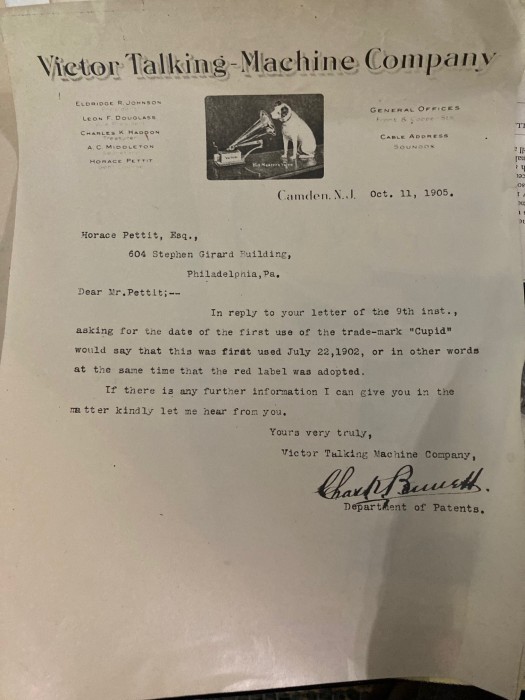 Victor Talking-Machine Company
Eldridge R. Johnson
Leon F. Douglass
Charles K. Haddon
A. C. Middleton
Horace Pettit
General Offices
Cable Address
His Master's Voice
Camden, N.J. Oct. 11, 1905.
Horace Pettit, Esq.,
604 Stephen Girard Building,
Philadelphia,Pa.
Dear Mr.Pettit;--
In reply to your letter of the 9th inst.,
asking for the date of the first use of the trade-mark "Cupid"
would say that this was first used July 22,1902, or in other words
at the same time that the red label was adopted.
If there is any further information I can give you in the
matter kindly let me hear from you.
Yours very truly,
Victor Talking Machine Company,
Department of Patents.